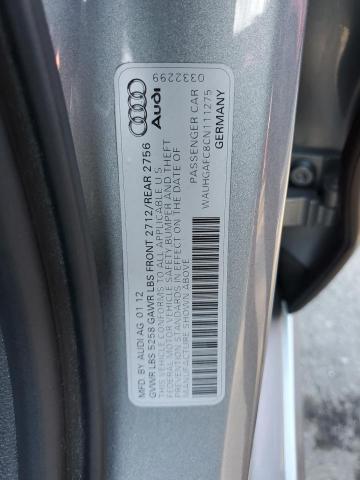 0332299
Audi
MFD BY AUDI AG 01 12
GVWR LBS 5258 GAWR LBS FRONT 2712/REAR 2756
THIS VEHICLE CONFORMS TO ALL APPLICABLE U S
FEDERAL MOTOR VEHICLE SAFETY BUMPER AND THEFT
PREVENTION STANDARDS IN EFFECT ON THE DATE OF
MANUFACTURE SHOWN ABOVE
PASSENGER CAR
WAUHGAFC8CN111275
GERMANY